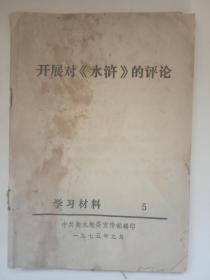 开展对《水浒》的评论
学习材料 5
中共衡水地委宣传部编印
一九七五年九月